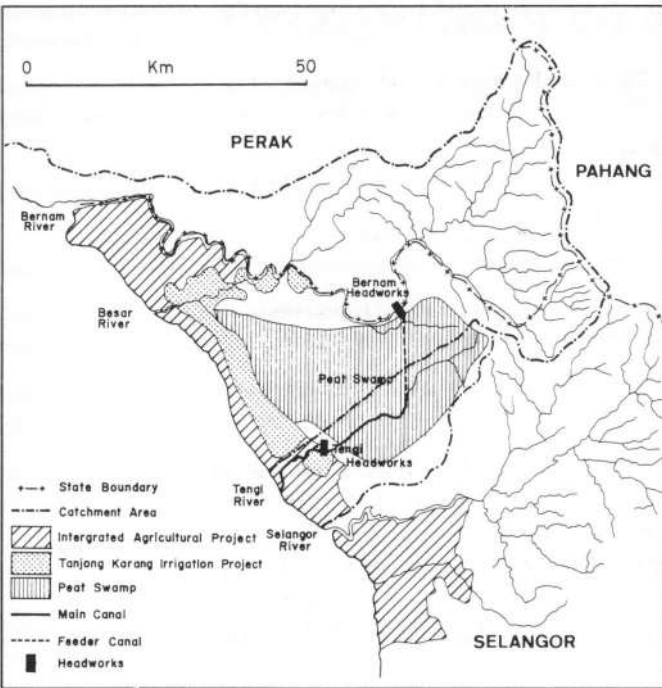 0 Km 50
PERAK
PAHANG
Bernam
River
Bernam
Headworks
Besar
River
Peat Swamp
Tengi
Headworks
Tengi
River
Selangor
River
SELANGOR
State Boundary
Catchment Area
Intergrated Agricultural Project
Tanjong Karang Irrigation Project
Peat Swamp
Main Canal
Feeder Canal
Headworks